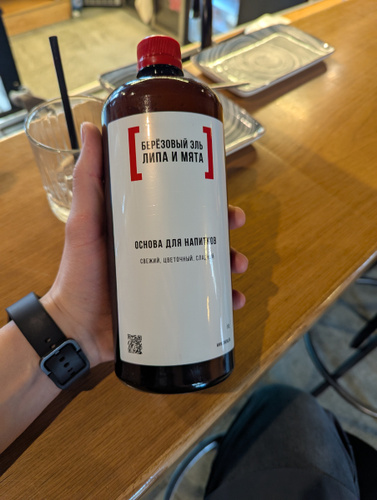 БЕРЁЗОВЫЙ ЭЛЬ
ЛИПА И МЯТА
ОСНОВА ДЛЯ НАПИТКОВ
СВЕЖИЙ, ЦВЕТОЧНЫЙ,